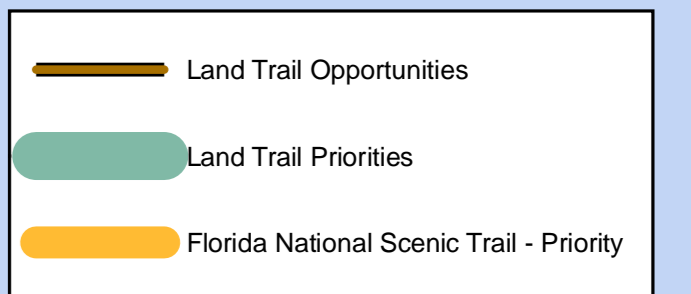 Land Trail Opportunities
Land Trail Priorities
Florida National Scenic Trail - Priority